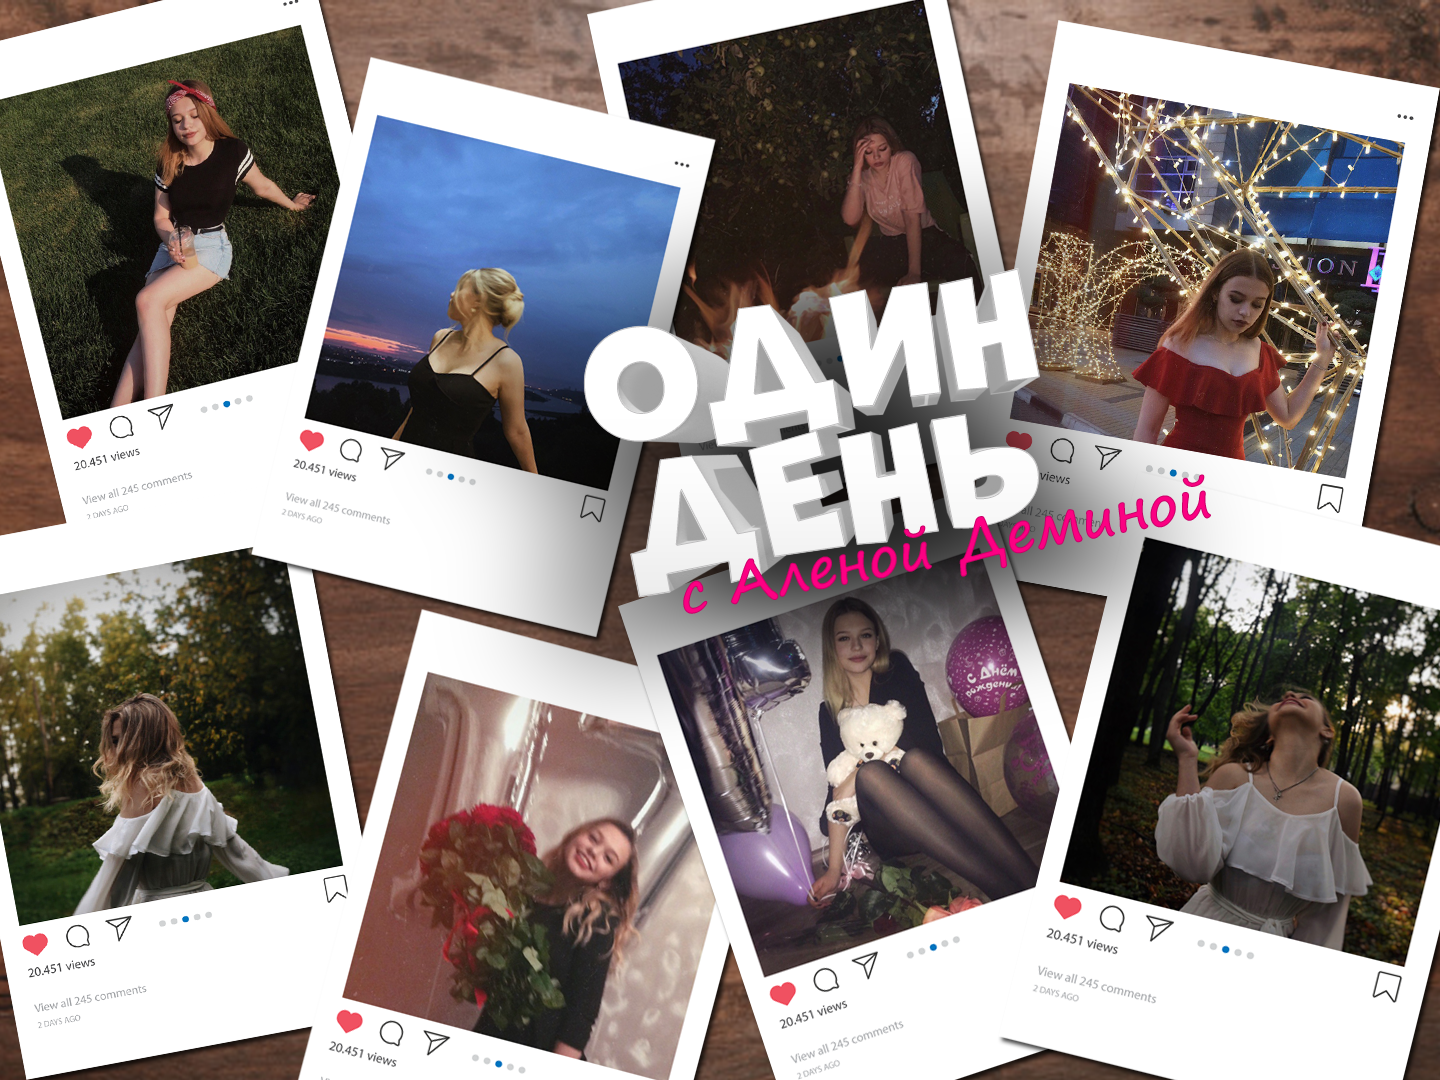 20.451 views
View all 245 comments
2 DAYS AGO
20.451 views
View all 245 comments
2 DAYS AGO
ION
views
all 245 comments
ОДИН
ДЕНЬ
с Аленой Деминой
20.451 views
View all 245 comments
2 DAYS AGO
20.451 views
С Днём
рождения!
20.451 views
View all 245 comments
2 DAYS AGO
20.451 views
View all 245 comments
2 DAYS AGO